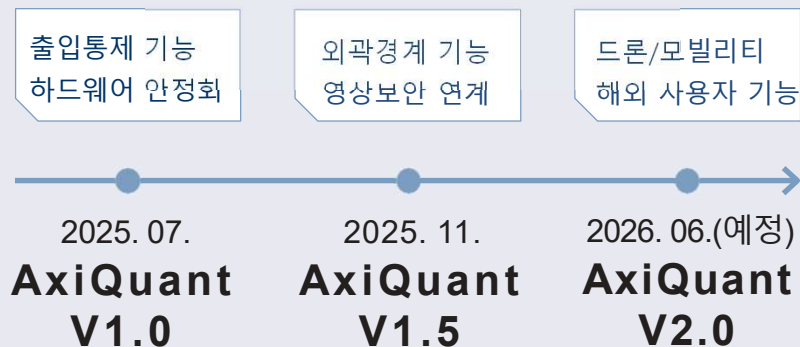 출입통제 기능
하드웨어 안정화
외곽경계 기능
영상보안 연계
드론/모빌리티
해외 사용자 기능
2025. 07.
AxiQuant
V1.0
2025. 11.
AxiQuant
V1.5
2026. 06.(예정)
AxiQuant
V2.0